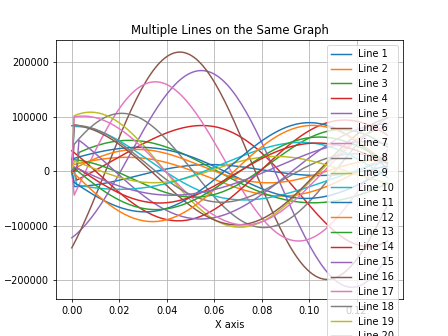 Multiple Lines on the Same Graph
200000
100000
0
−100000
−200000
0.00
0.02
0.04
0.06
0.08
0.10
X axis
Line 1
Line 2
Line 3
Line 4
Line 5
Line 6
Line 7
Line 8
Line 9
Line 10
Line 11
Line 12
Line 13
Line 14
Line 15
Line 16
Line 17
Line 18
Line 19
Line 20